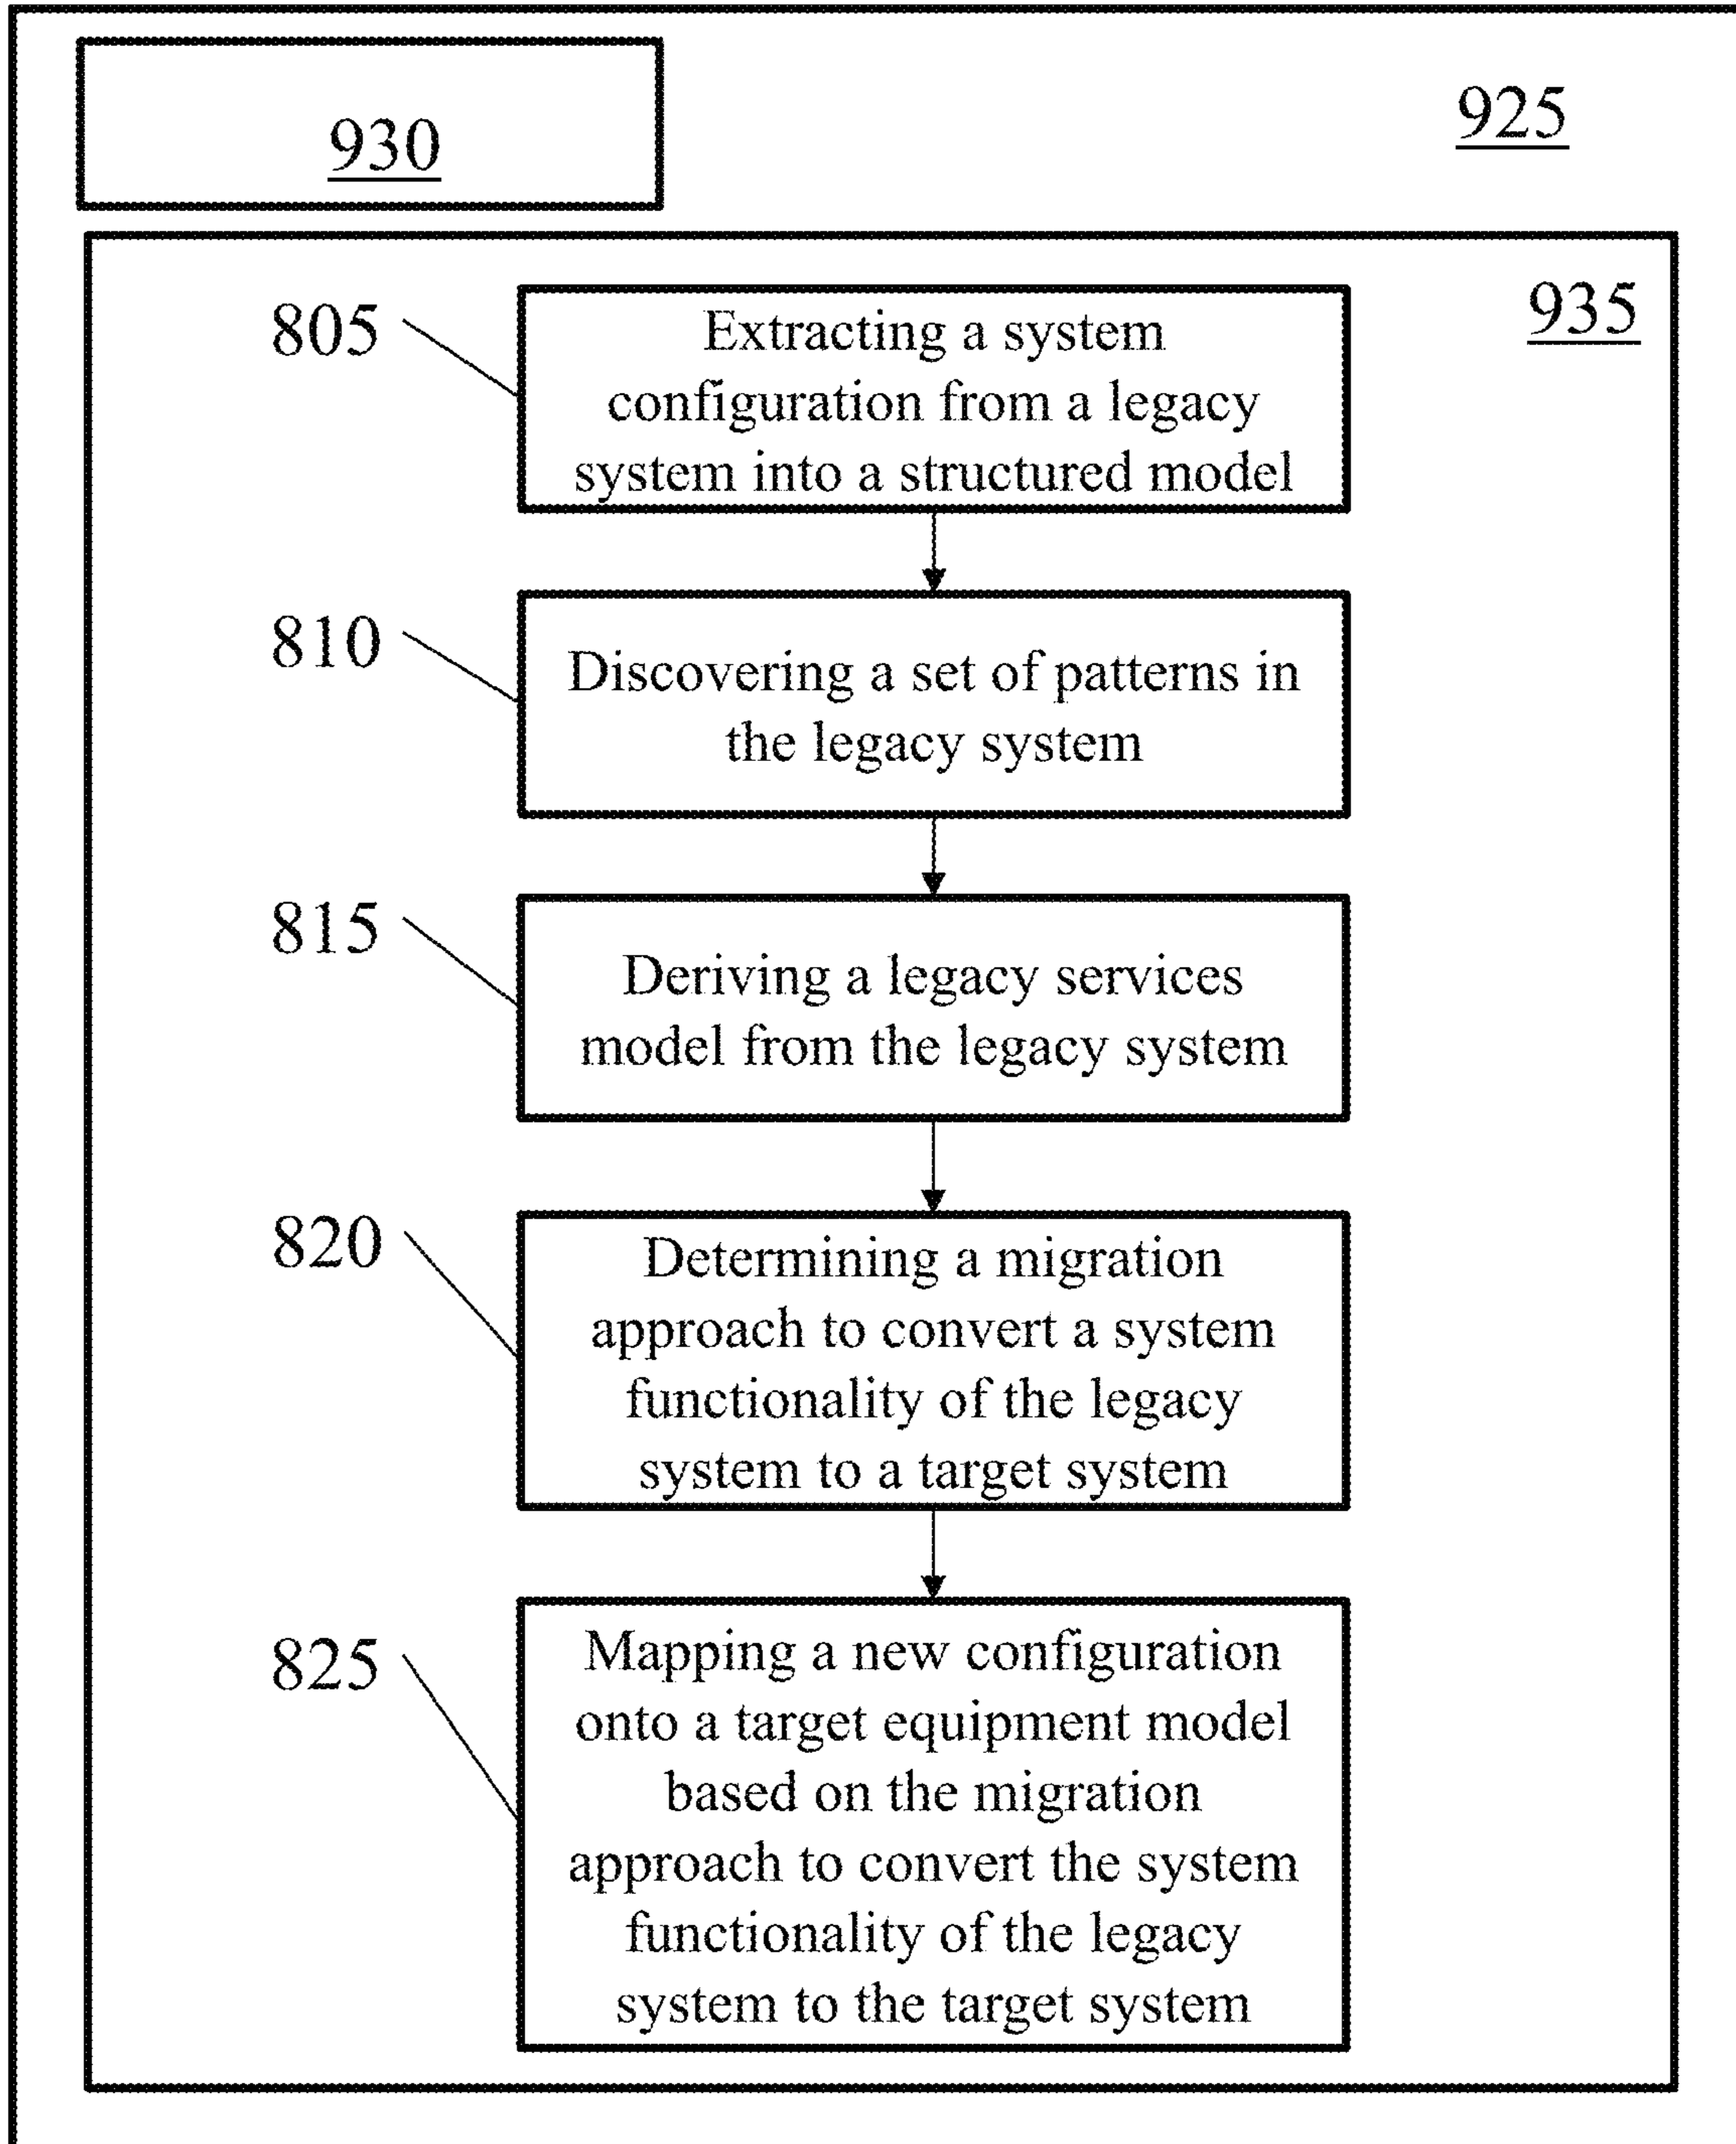 930
925
935
805
Extracting a system
configuration from a legacy
system into a structured model
810
Discovering a set of patterns in
the legacy system
815
Deriving a legacy services
model from the legacy system
820
Determining a migration
approach to convert a system
functionality of the legacy
system to a target system
825
Mapping a new configuration
onto a target equipment model
based on the migration
approach to convert the system
functionality of the legacy
system to the target system